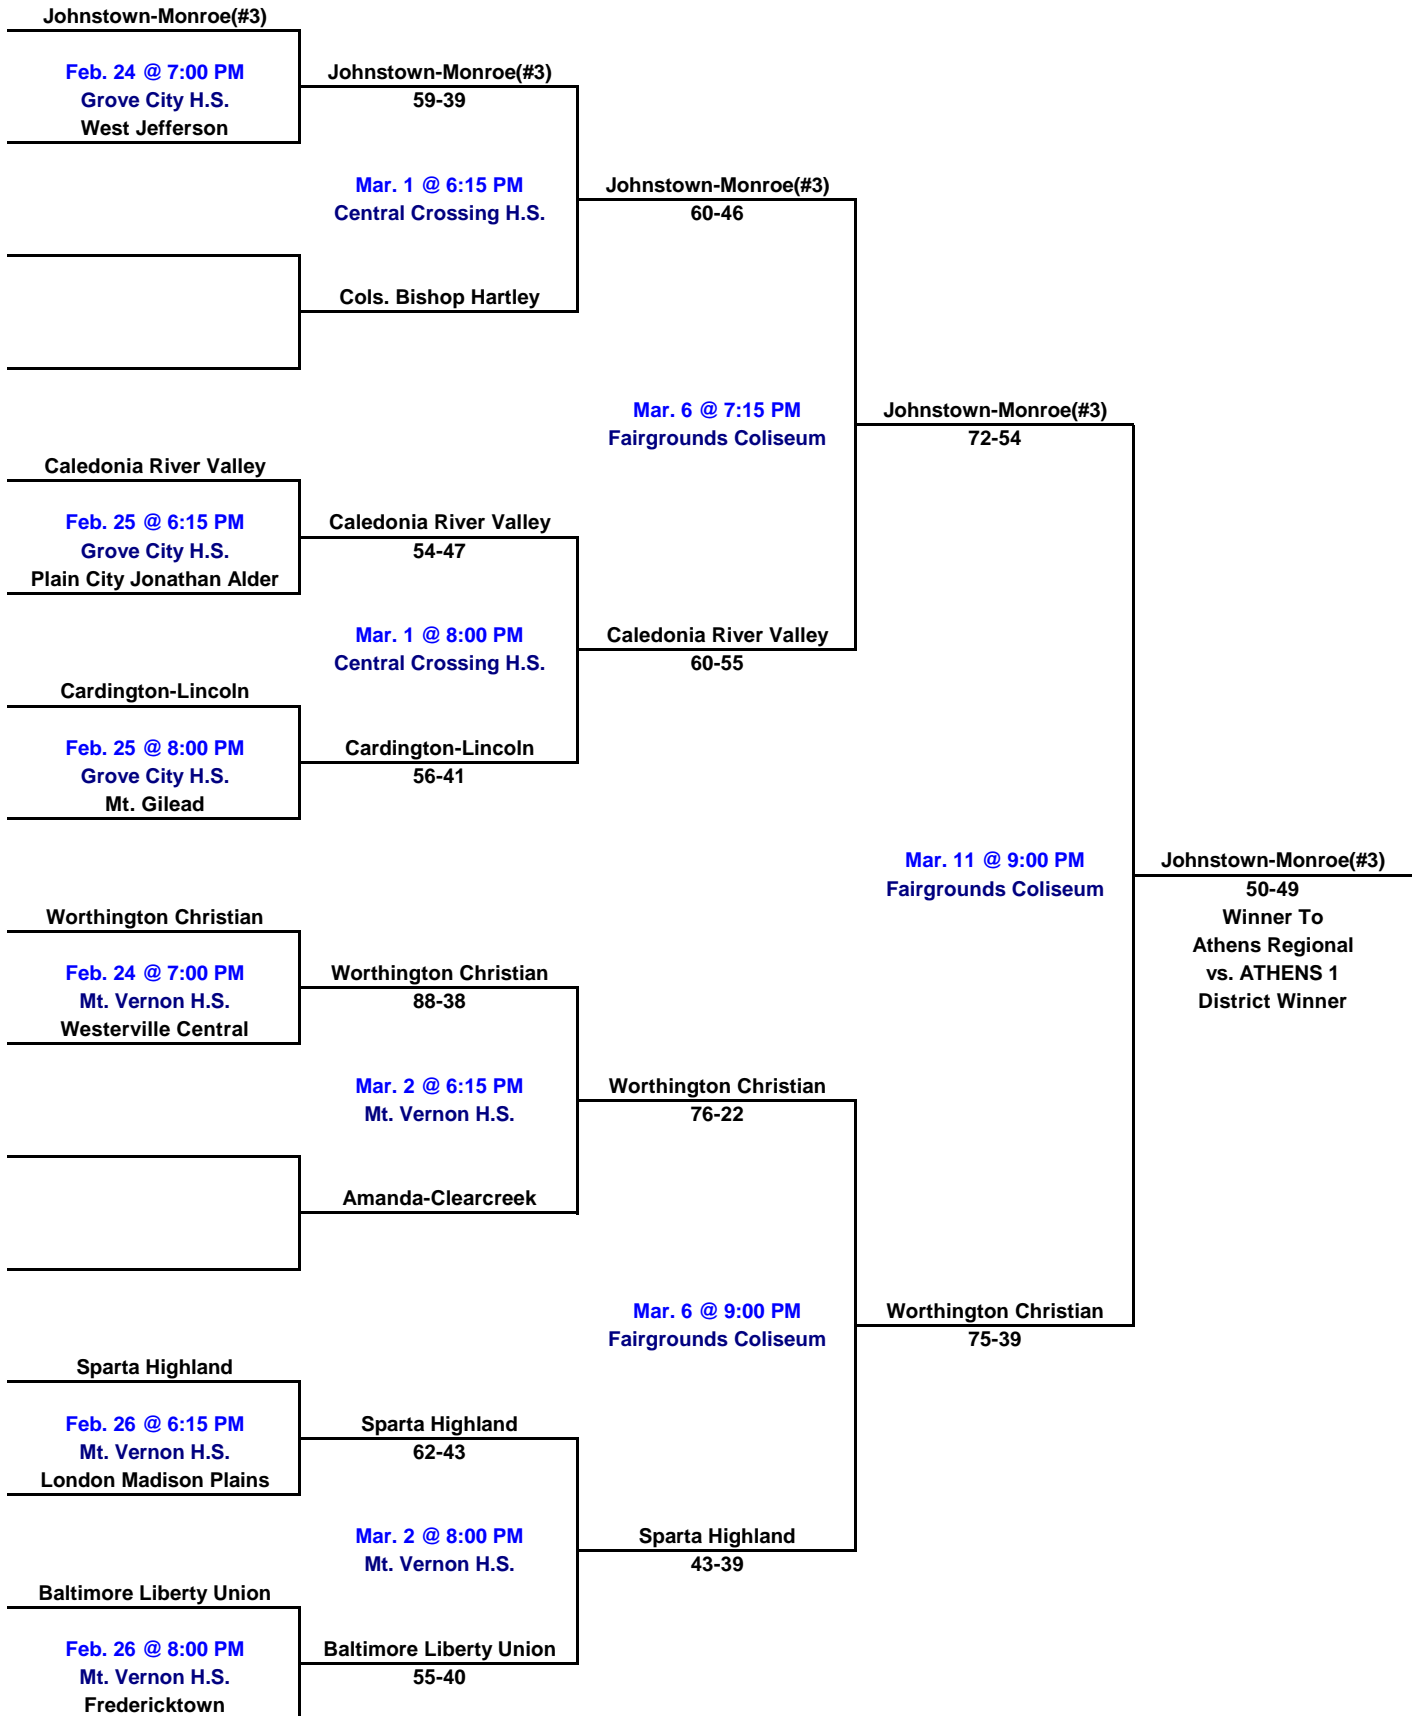 Johnstown-Monroe(#3)
Feb. 24 @ 7:00 PM
Grove City H.S.
West Jefferson
Johnstown-Monroe(#3)
59-39
Mar. 1 @ 6:15 PM
Central Crossing H.S.
Cols. Bishop Hartley
Johnstown-Monroe(#3)
60-46
Caledonia River Valley
Feb. 25 @ 6:15 PM
Grove City H.S.
Plain City Jonathan Alder
Caledonia River Valley
54-47
Mar. 1 @ 8:00 PM
Central Crossing H.S.
Cardington-Lincoln
Feb. 25 @ 8:00 PM
Grove City H.S.
Mt. Gilead
Cardington-Lincoln
56-41
Caledonia River Valley
60-55
Mar. 6 @ 7:15 PM
Fairgrounds Coliseum
Johnstown-Monroe(#3)
72-54
Worthington Christian
Feb. 24 @ 7:00 PM
Mt. Vernon H.S.
Westerville Central
Worthington Christian
88-38
Mar. 2 @ 6:15 PM
Mt. Vernon H.S.
Amanda-Clearcreek
Worthington Christian
76-22
Sparta Highland
Feb. 26 @ 6:15 PM
Mt. Vernon H.S.
London Madison Plains
Sparta Highland
62-43
Mar. 2 @ 8:00 PM
Mt. Vernon H.S.
Baltimore Liberty Union
Feb. 26 @ 8:00 PM
Mt. Vernon H.S.
Fredericktown
Baltimore Liberty Union
55-40
Sparta Highland
43-39
Mar. 6 @ 9:00 PM
Fairgrounds Coliseum
Worthington Christian
75-39
Mar. 11 @ 9:00 PM
Fairgrounds Coliseum
Johnstown-Monroe(#3)
50-49
Winner To
Athens Regional
vs. ATHENS 1
District Winner